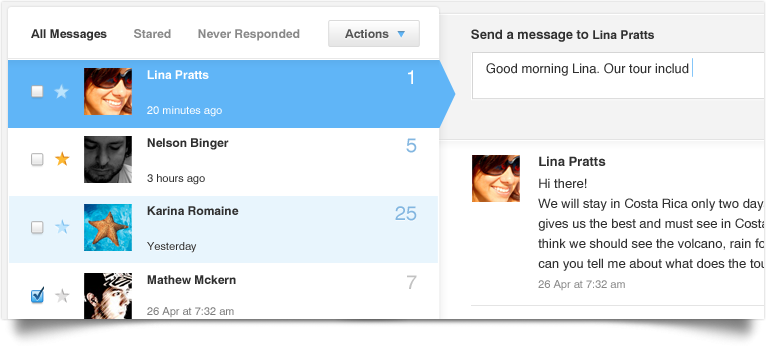 All Messages Stared Never Responded Actions
Lina Pratts 1
20 minutes ago
Nelson Binger 5
3 hours ago
Karina Romaine 25
Yesterday
Mathew Mckern 7
26 Apr at 7:32 am
Send a message to Lina Pratts
Good morning Lina. Our tour includ
Lina Pratts
Hi there!
We will stay in Costa Rica only two day
gives us the best and must see in Costa
think we should see the volcano, rain fo
can you tell me about what does the tou
26 Apr at 7:32 am